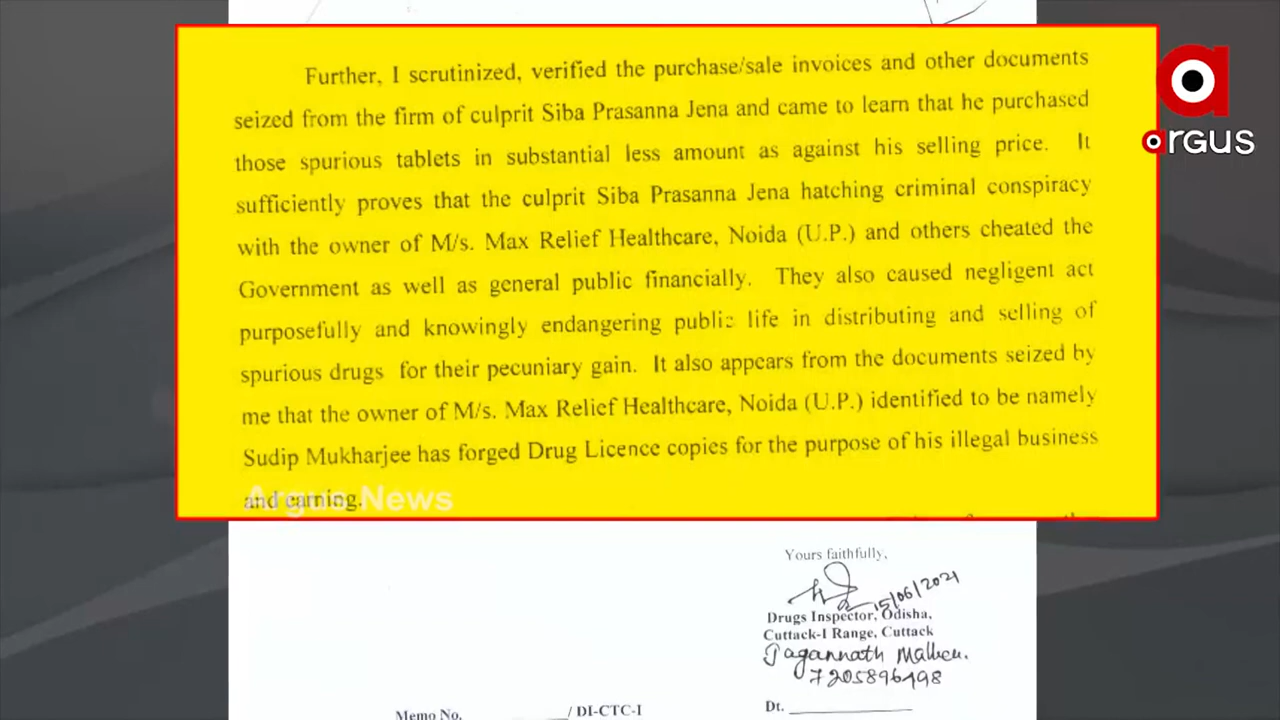 Further, I scrutinized, verified the purchase/sale invoices and other documents
seized from the firm of culprit Siba Prasanna Jena and came to learn that he purchased
those spurious tablets in substantial less amount as against his selling price. It
sufficiently proves that the culprit Siba Prasanna Jena hatching criminal conspiracy
with the owner of M/s. Max Relief Healthcare, Noida (U.P.) and others cheated the
Government as well as general public financially. They also caused negligent act
purposefully and knowingly endangering public life in distributing and selling of
spurious drugs for their pecuniary gain. It also appears from the documents seized by
me that the owner of M/s. Max Relief Healthcare, Noida (U.P.) identified to be namely
Sudip Mukharjee has forged Drug Licence copies for the purpose of his illegal business
and earning.
Argus News
argus
Yours faithfully,
15/06/2021
Drugs Inspector, Odisha,
Cuttack-I Range, Cuttack
Jagannath
7205896498
Memo No. ________/ DI-CTC-I
Dt. ______________